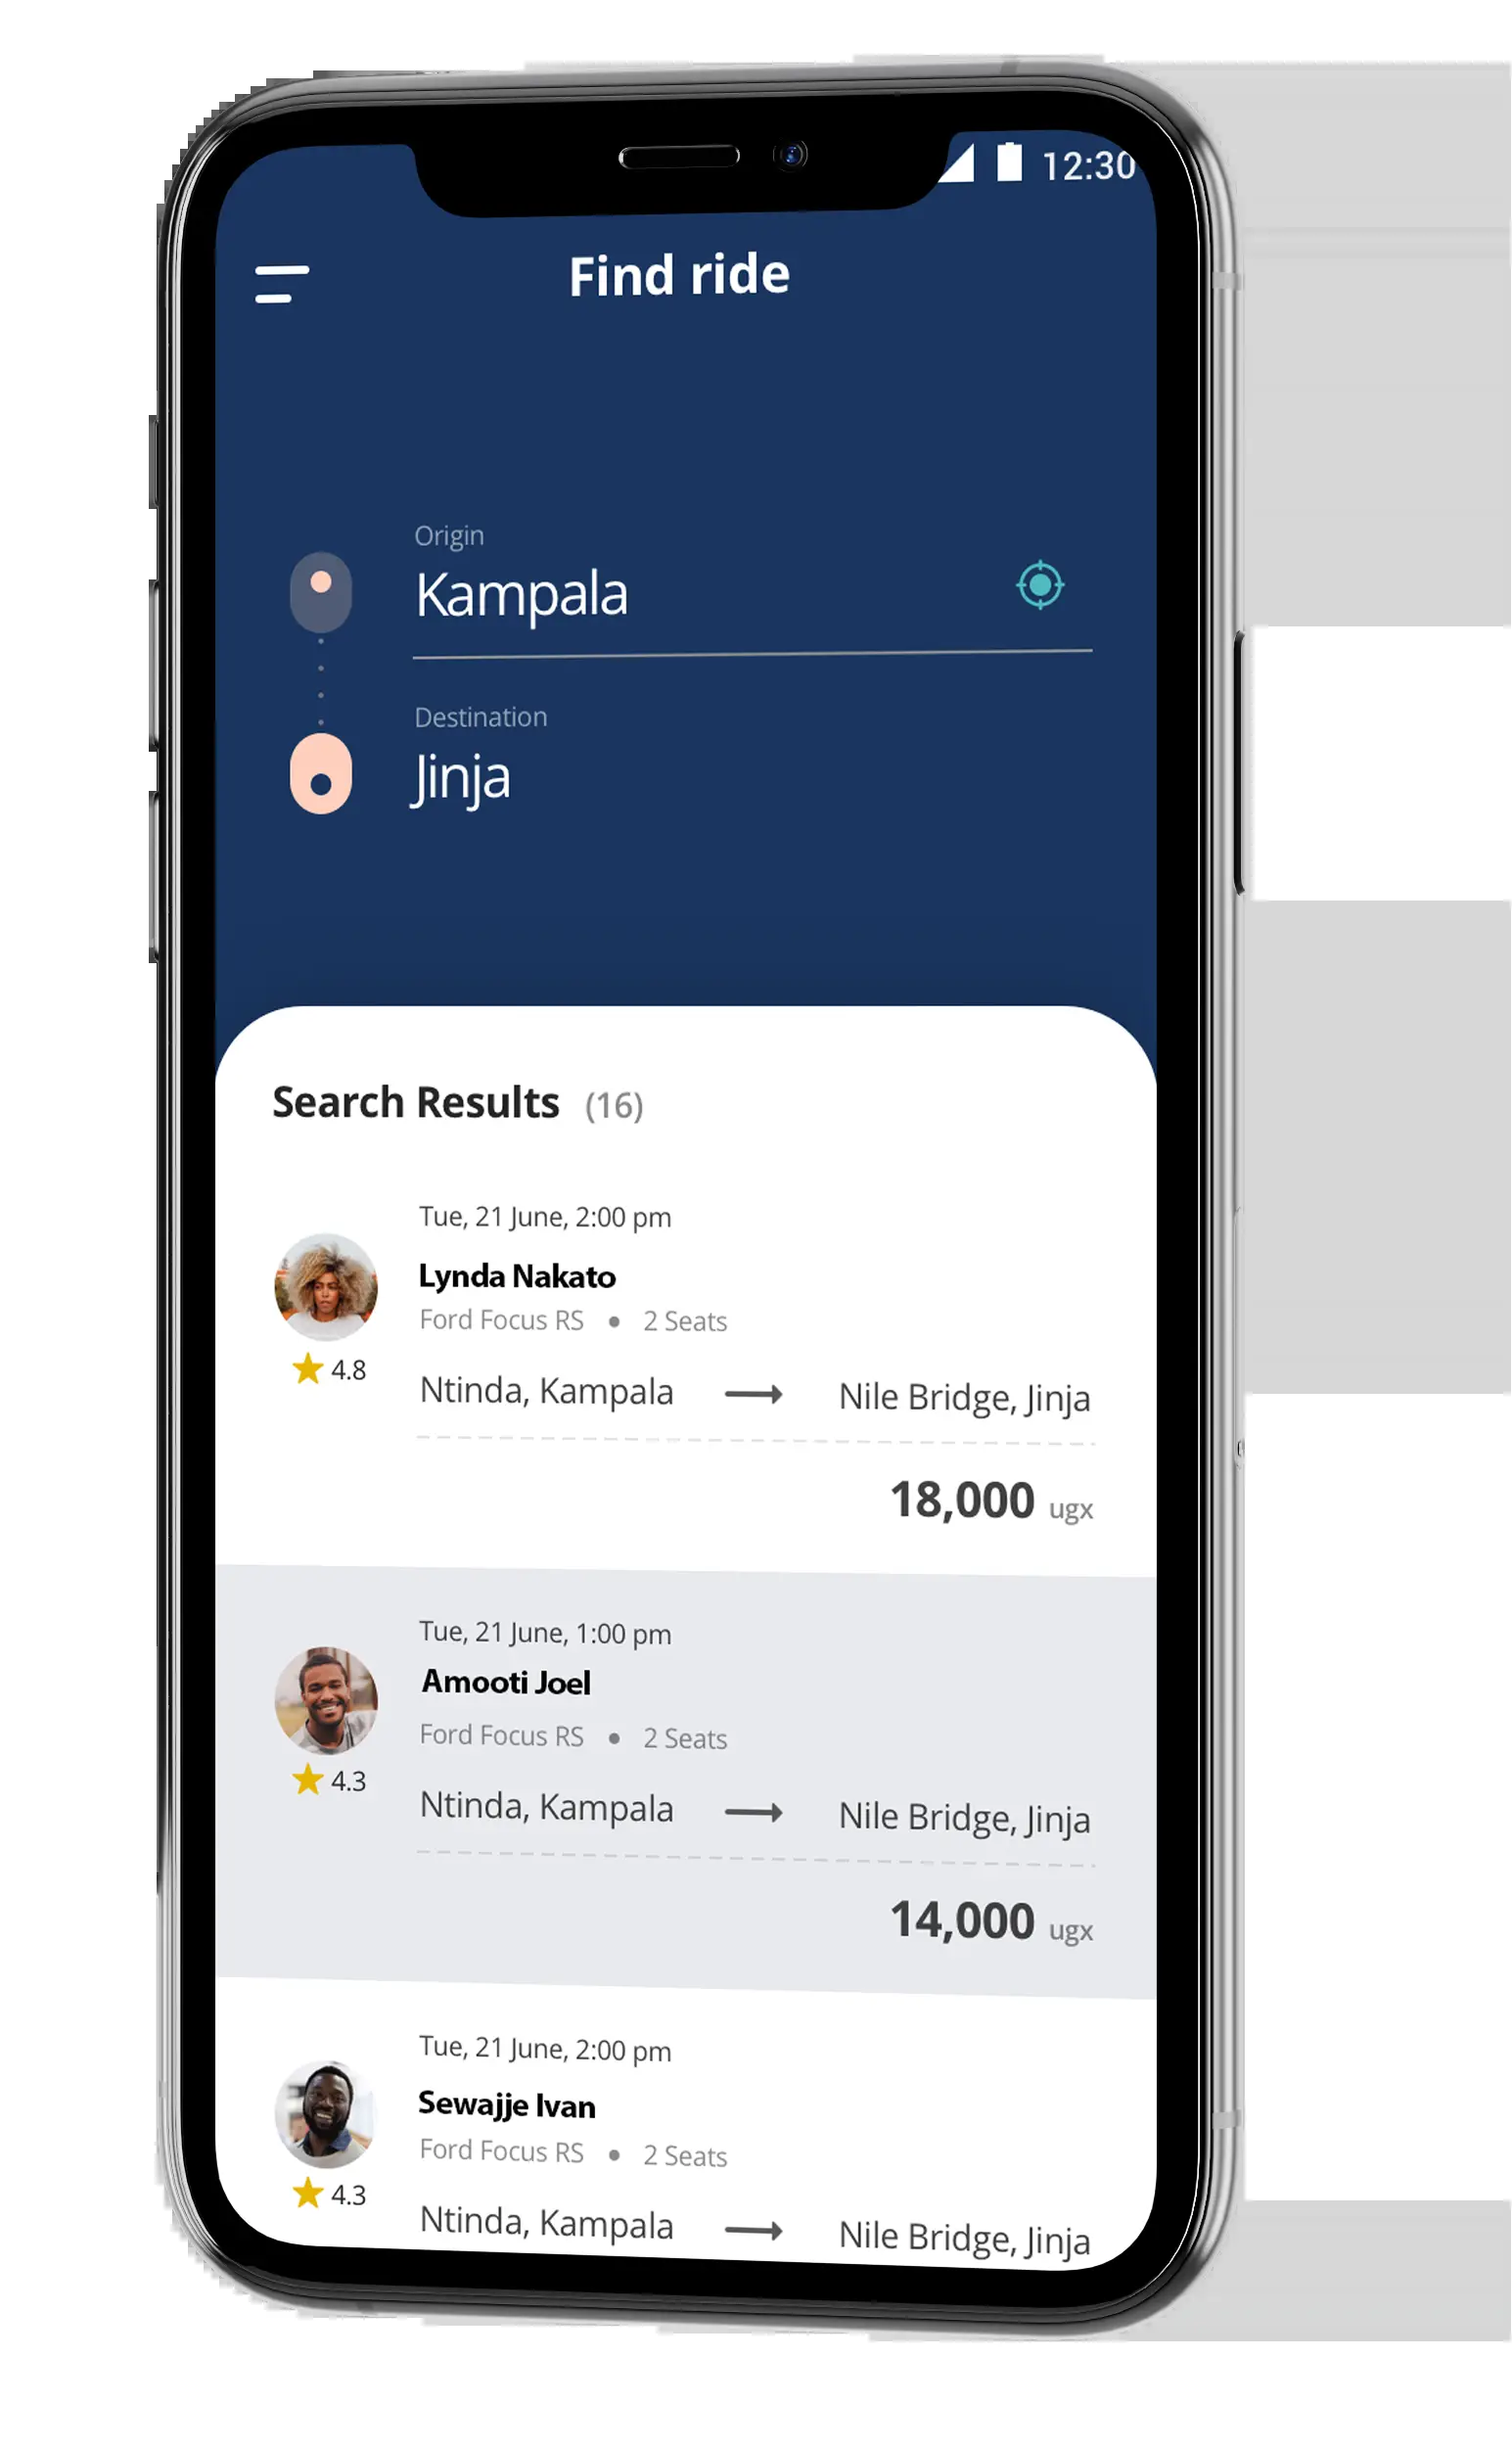 12:30
Find ride
Origin
Kampala
Destination
Jinja
Search Results (16)
Tue, 21 June, 2:00 pm
Lynda Nakato
Ford Focus RS • 2 Seats
4.8
Ntinda, Kampala → Nile Bridge, Jinja
18,000 ugx
Tue, 21 June, 1:00 pm
Amooti Joel
Ford Focus RS • 2 Seats
4.3
Ntinda, Kampala → Nile Bridge, Jinja
14,000 ugx
Tue, 21 June, 2:00 pm
Sewajje Ivan
Ford Focus RS • 2 Seats
4.3
Ntinda, Kampala → Nile Bridge, Jinja